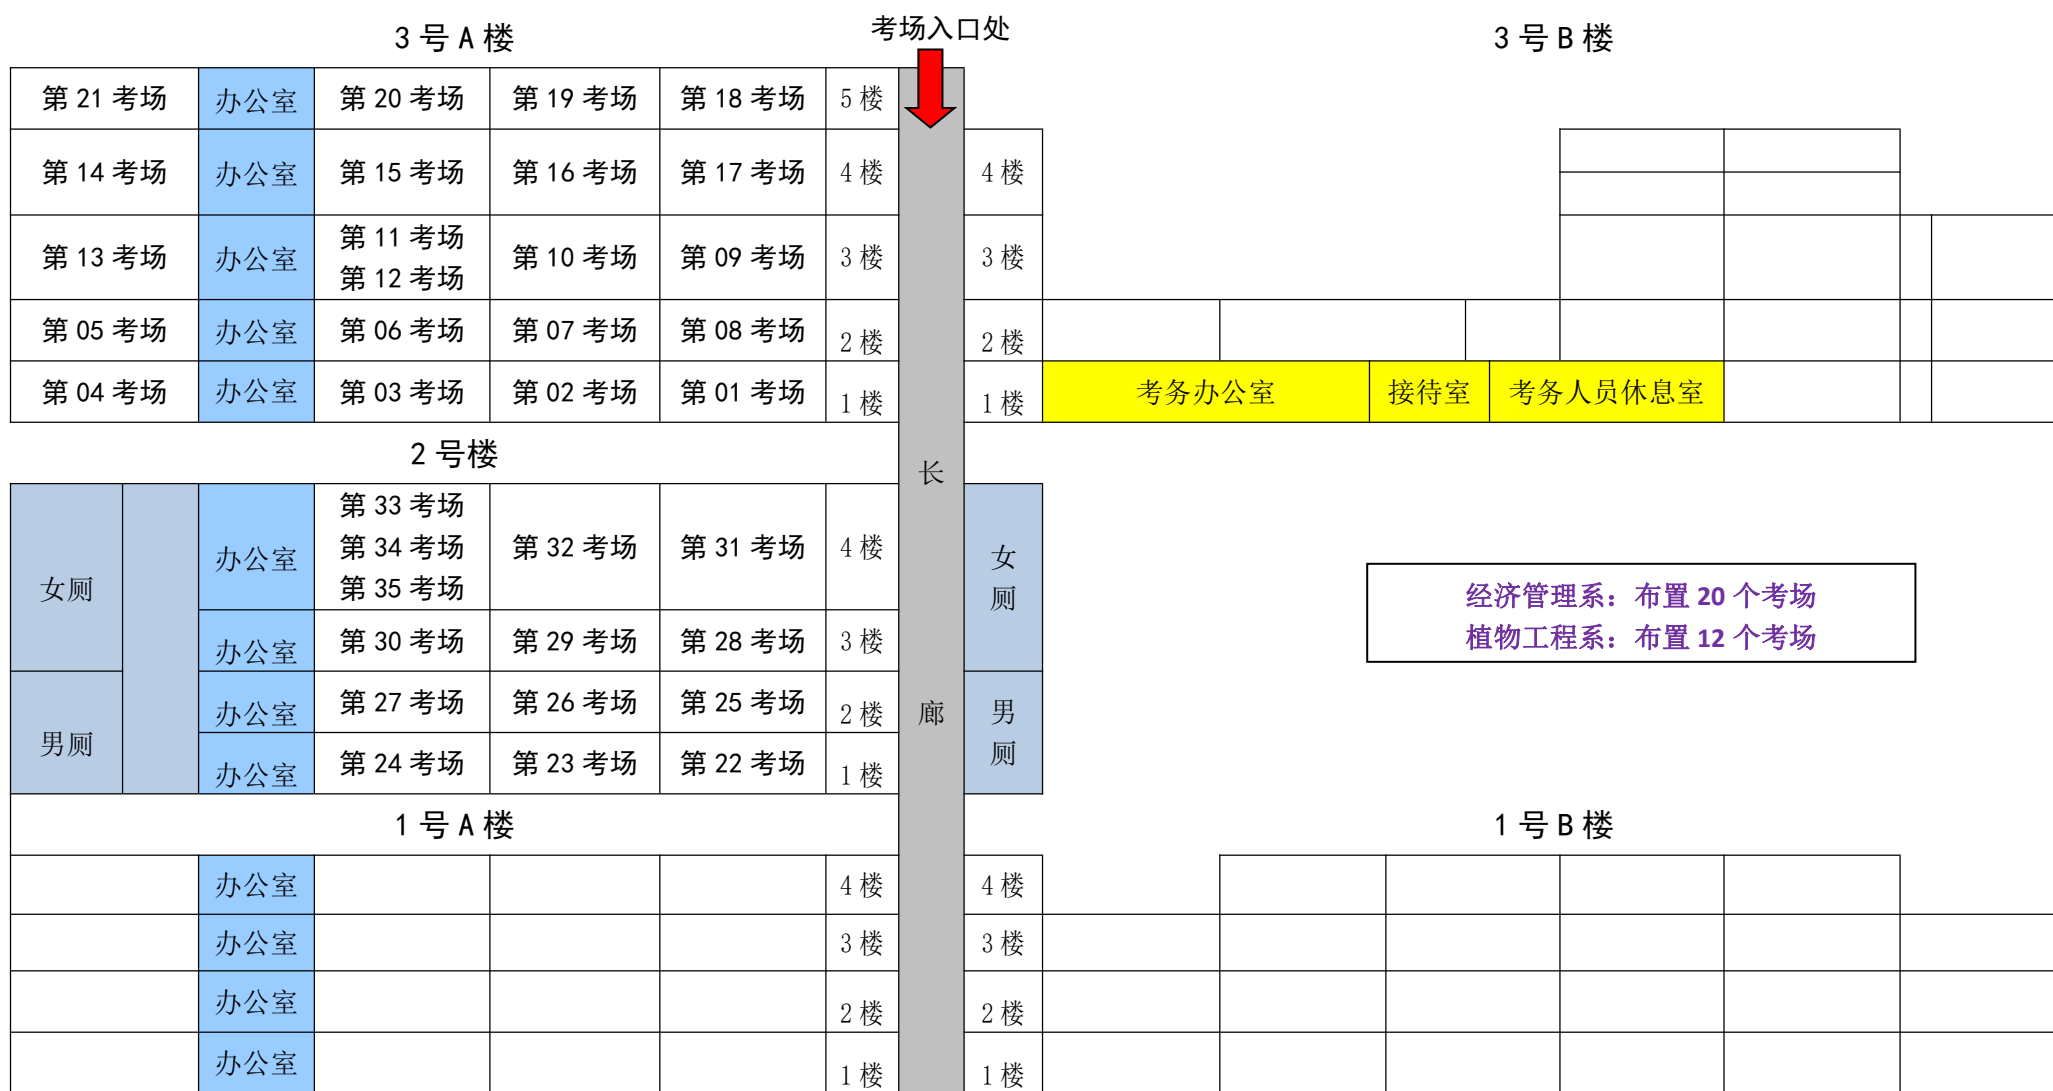 考场入口处
3号A楼
3号B楼
第 21 考场 办公室 第 20 考场 第 19 考场 第 18 考场 5楼
第 14 考场 办公室 第 15 考场 第 16 考场 第 17 考场 4楼 4楼
第 13 考场 办公室 第 11 考场 第 10 考场 第 09 考场 3楼 3楼
第 12 考场
第 05 考场 办公室 第 06 考场 第 07 考场 第 08 考场 2楼 2楼
第 04 考场 办公室 第 03 考场 第 02 考场 第 01 考场 1楼 1楼 考务办公室 接待室 考务人员休息室
2号楼
长
廊
女厕 办公室 第 33 考场 第 32 考场 第 31 考场 4楼
第 34 考场
第 35 考场
办公室 第 30 考场 第 29 考场 第 28 考场 3楼
男厕 办公室 第 27 考场 第 26 考场 第 25 考场 2楼
办公室 第 24 考场 第 23 考场 第 22 考场 1楼
女
厕
男
厕
经济管理系：布置 20 个考场
植物工程系：布置 12 个考场
1号A楼
1号B楼
办公室 4楼 4楼
办公室 3楼 3楼
办公室 2楼 2楼
办公室 1楼 1楼